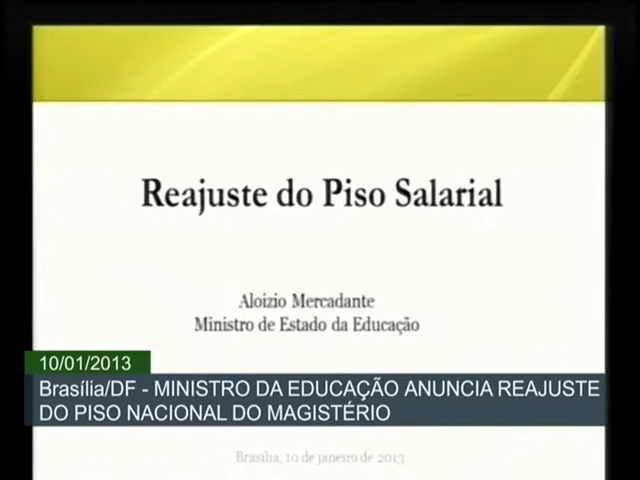 Reajuste do Piso Salarial
Aloizio Mercadante
Ministro de Estado da Educação
10/01/2013
Brasília/DF - MINISTRO DA EDUCAÇÃO ANUNCIA REAJUSTE
DO PISO NACIONAL DO MAGISTÉRIO
Brasília, 10 de janeiro de 2013